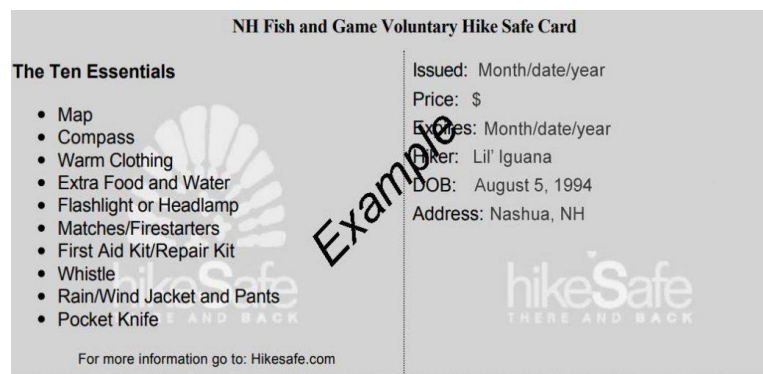 NH Fish and Game Voluntary Hike Safe Card
The Ten Essentials
• Map
• Compass
• Warm Clothing
• Extra Food and Water
• Flashlight or Headlamp
• Matches/Firestarters
• First Aid Kit/Repair Kit
• Whistle
• Rain/Wind Jacket and Pants
• Pocket Knife
hikeSafe
THERE AND BACK
For more information go to: Hikesafe.com
Example
Issued: Month/date/year
Price: $
Expires: Month/date/year
Hiker: Lil' Iguana
DOB: August 5, 1994
Address: Nashua, NH
hikeSafe
THERE AND BACK